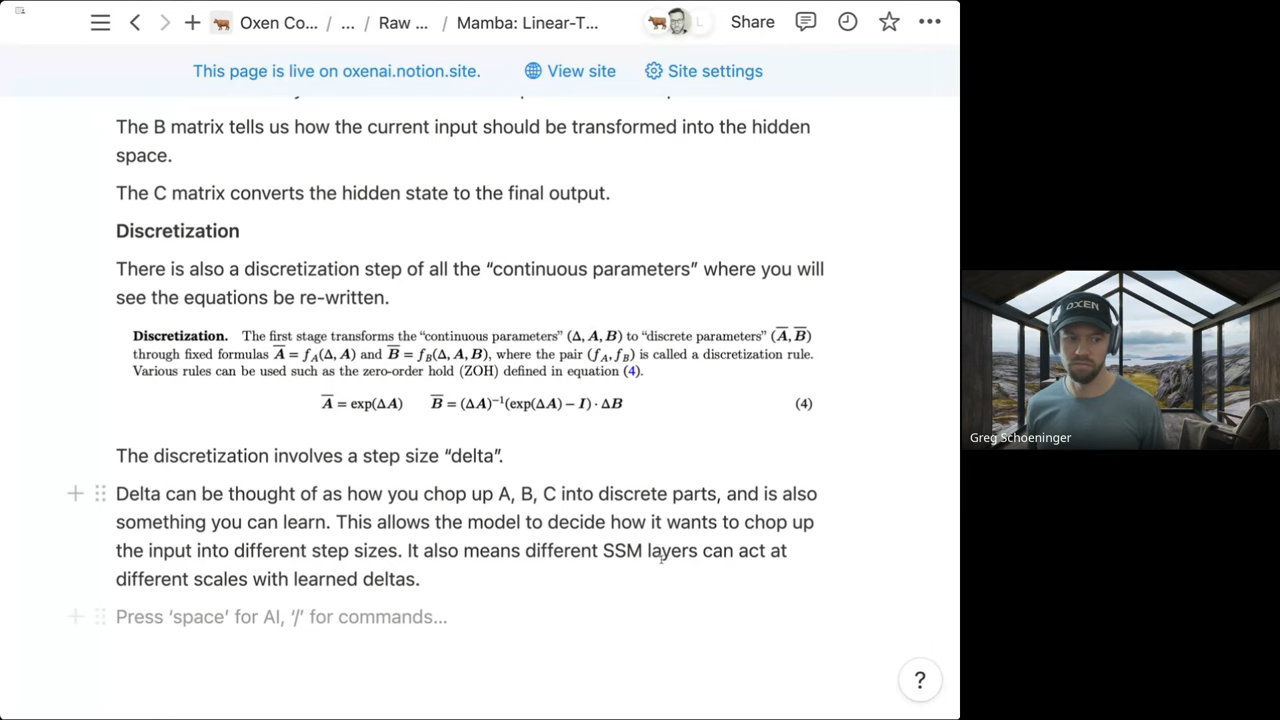 Oxen Co... / ... / Raw ... / Mamba: Linear-T... L Share
This page is live on oxenai.notion.site. View site Site settings
The B matrix tells us how the current input should be transformed into the hidden
space.
The C matrix converts the hidden state to the final output.
Discretization
There is also a discretization step of all the “continuous parameters” where you will
see the equations be re-written.
Discretization. The first stage transforms the “continuous parameters” (Δ, A, B) to “discrete parameters” (A̅, B̅)
through fixed formulas A̅ = f_A(Δ, A) and B̅ = f_B(Δ, A, B), where the pair (f_A, f_B) is called a discretization rule.
Various rules can be used such as the zero-order hold (ZOH) defined in equation (4).
A̅ = exp(ΔA) B̅ = (ΔA)⁻¹(exp(ΔA) − I) · ΔB (4)
The discretization involves a step size “delta”.
Delta can be thought of as how you chop up A, B, C into discrete parts, and is also
something you can learn. This allows the model to decide how it wants to chop up
the input into different step sizes. It also means different SSM layers can act at
different scales with learned deltas.
Press ‘space’ for AI, ‘/’ for commands...
?
OXEN
Greg Schoeninger